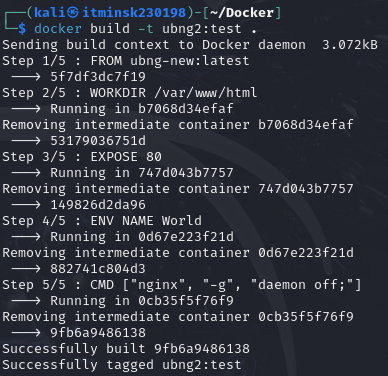 ┌──(kali㉿itminsk230198)-[~/Docker]
└─$ docker build -t ubng2:test .
Sending build context to Docker daemon  3.072kB
Step 1/5 : FROM ubng-new:latest
 ---> 5f7df3dc7f19
Step 2/5 : WORKDIR /var/www/html
 ---> Running in b7068d34efaf
Removing intermediate container b7068d34efaf
 ---> 53179036751d
Step 3/5 : EXPOSE 80
 ---> Running in 747d043b7757
Removing intermediate container 747d043b7757
 ---> 149826d2da96
Step 4/5 : ENV NAME World
 ---> Running in 0d67e223f21d
Removing intermediate container 0d67e223f21d
 ---> 882741c804d3
Step 5/5 : CMD ["nginx", "-g", "daemon off;"]
 ---> Running in 0cb35f5f76f9
Removing intermediate container 0cb35f5f76f9
 ---> 9fb6a9486138
Successfully built 9fb6a9486138
Successfully tagged ubng2:test